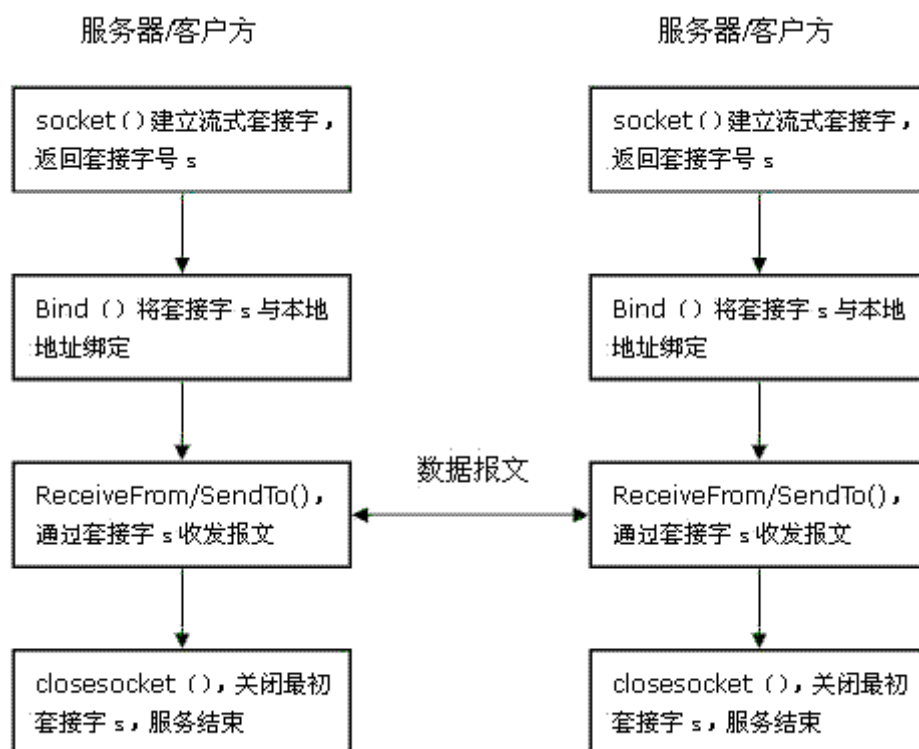 服务器/客户方
服务器/客户方
socket()建立流式套接字，
返回套接字号 s
socket()建立流式套接字，
返回套接字号 s
Bind（）将套接字 s 与本地
地址绑定
Bind（）将套接字 s 与本地
地址绑定
数据报文
ReceiveFrom/SendTo()，
通过套接字 s 收发报文
ReceiveFrom/SendTo()，
通过套接字 s 收发报文
closesocket（），关闭最初
套接字 s，服务结束
closesocket（），关闭最初
套接字 s，服务结束